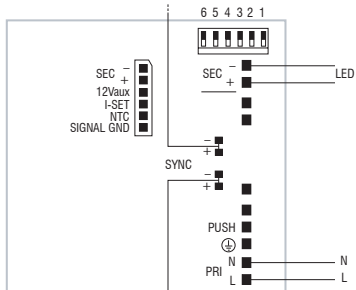 6 5 4 3 2 1
SEC - +
12Vaux
I-SET
NTC
SIGNAL GND
SEC - +
LED
- +
SYNC
- +
PUSH
PRI N L
N
L